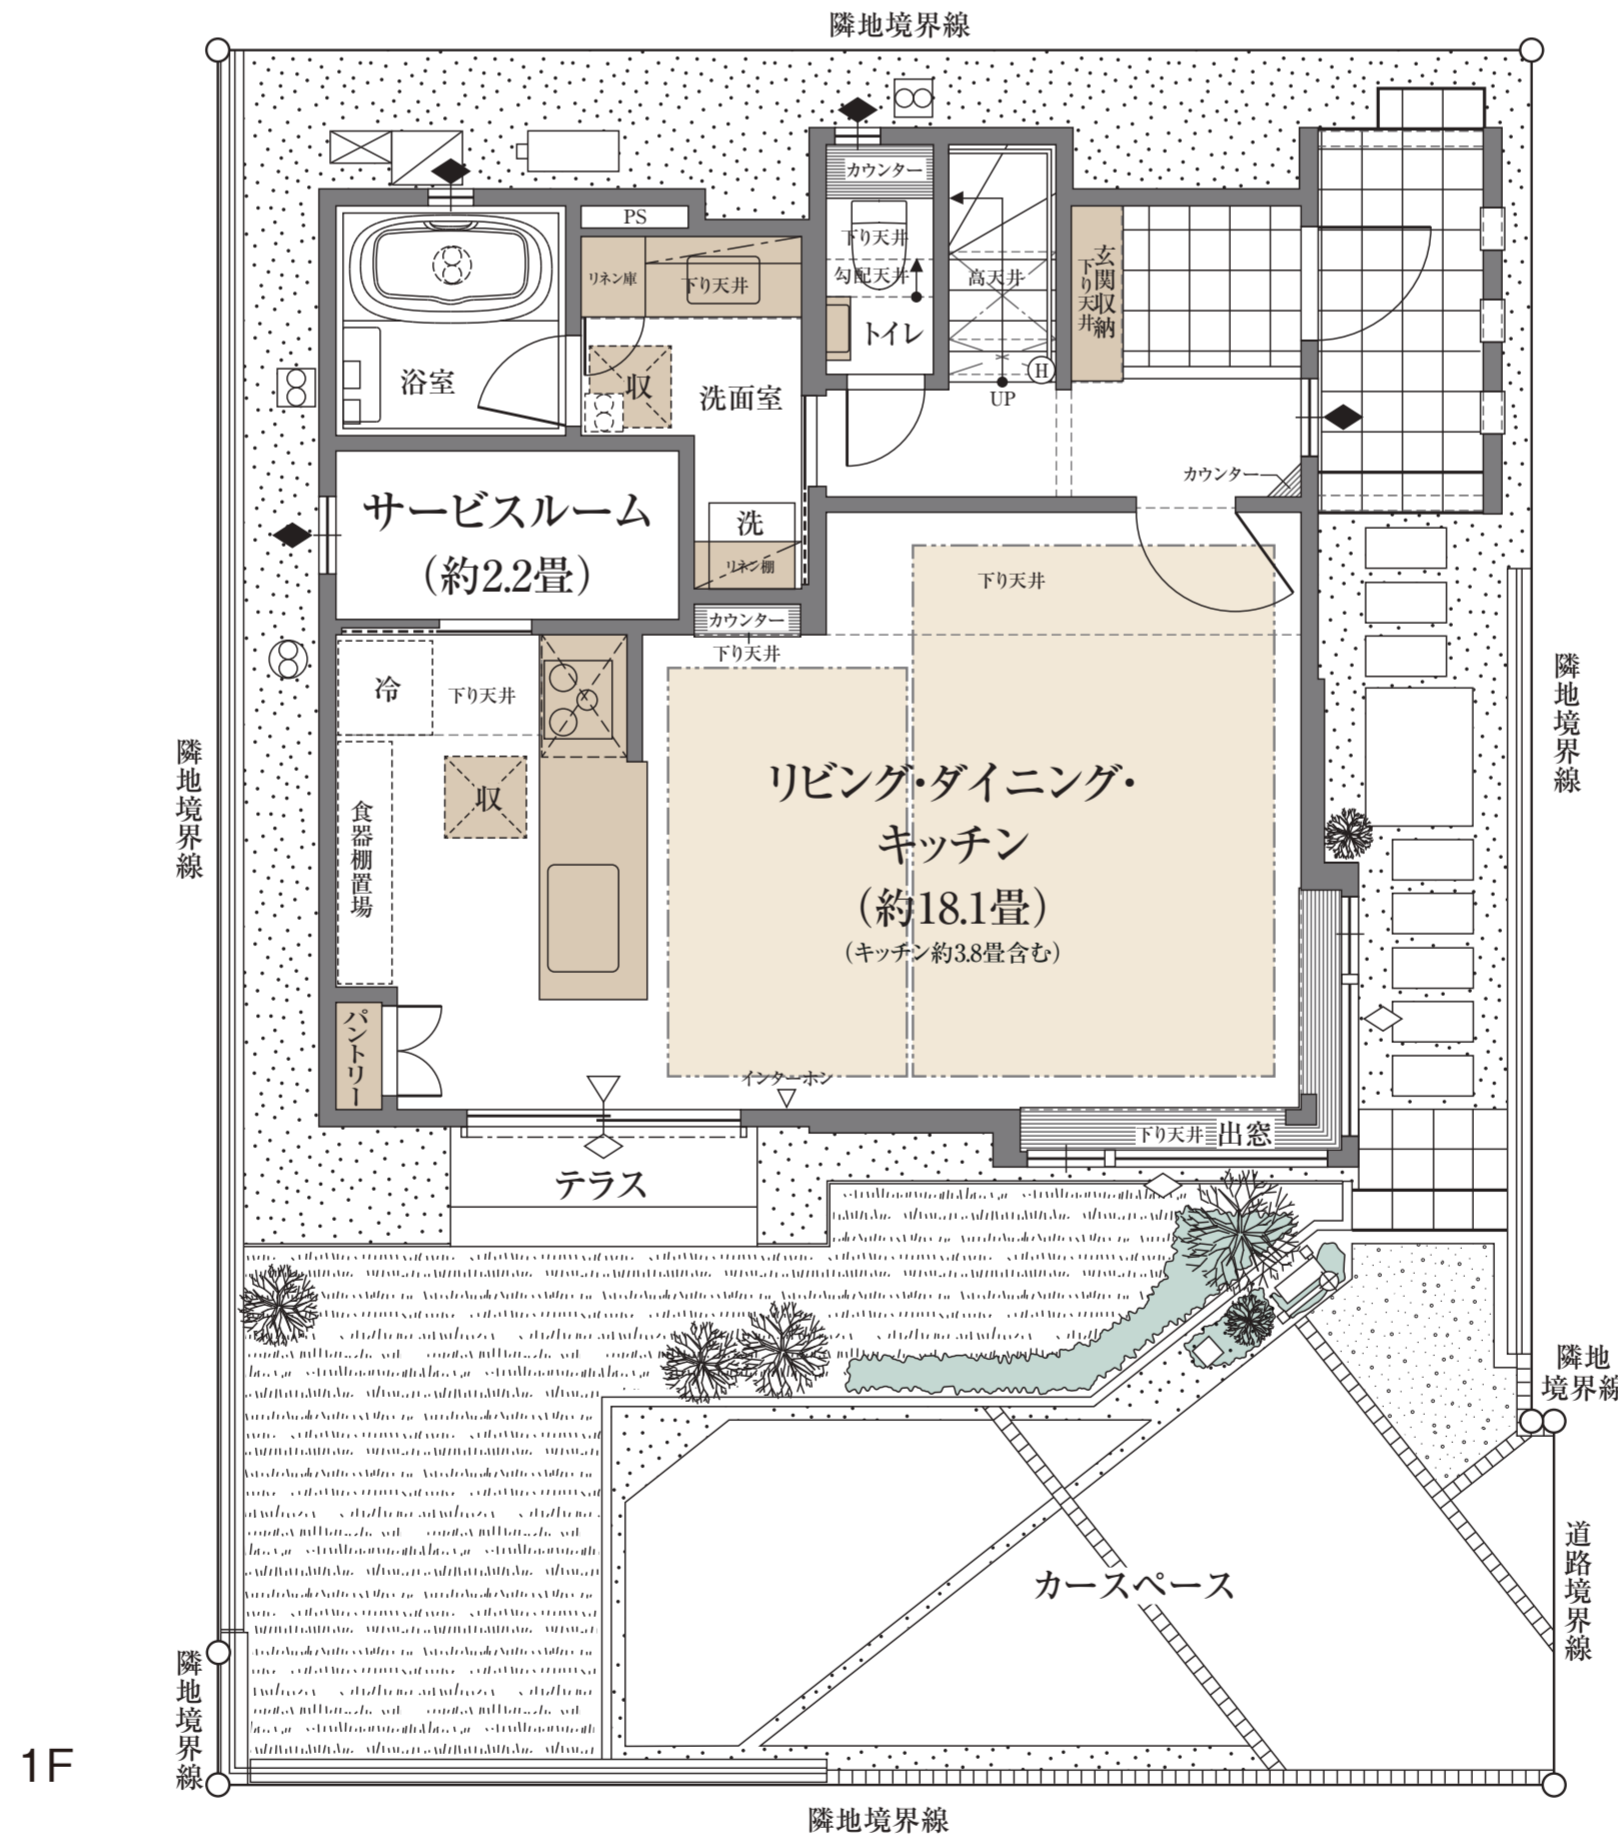 隣地境界線
カウンター
PS
下り天井
勾配天井
高天井
玄関収納
下り天井
リネン庫
下り天井
トイレ
浴室
収
洗面室
H
UP
カウンター
サービスルーム
（約2.2畳）
洗
リネン棚
下り天井
カウンター
下り天井
冷
下り天井
隣地境界線
隣地境界線
収
食器棚置場
リビング・ダイニング・
キッチン
（約18.1畳）
（キッチン約3.8畳含む）
パントリー
インターホン
下り天井
出窓
テラス
隣地
境界線
カースペース
道路境界線
隣地境界線
1F
隣地境界線